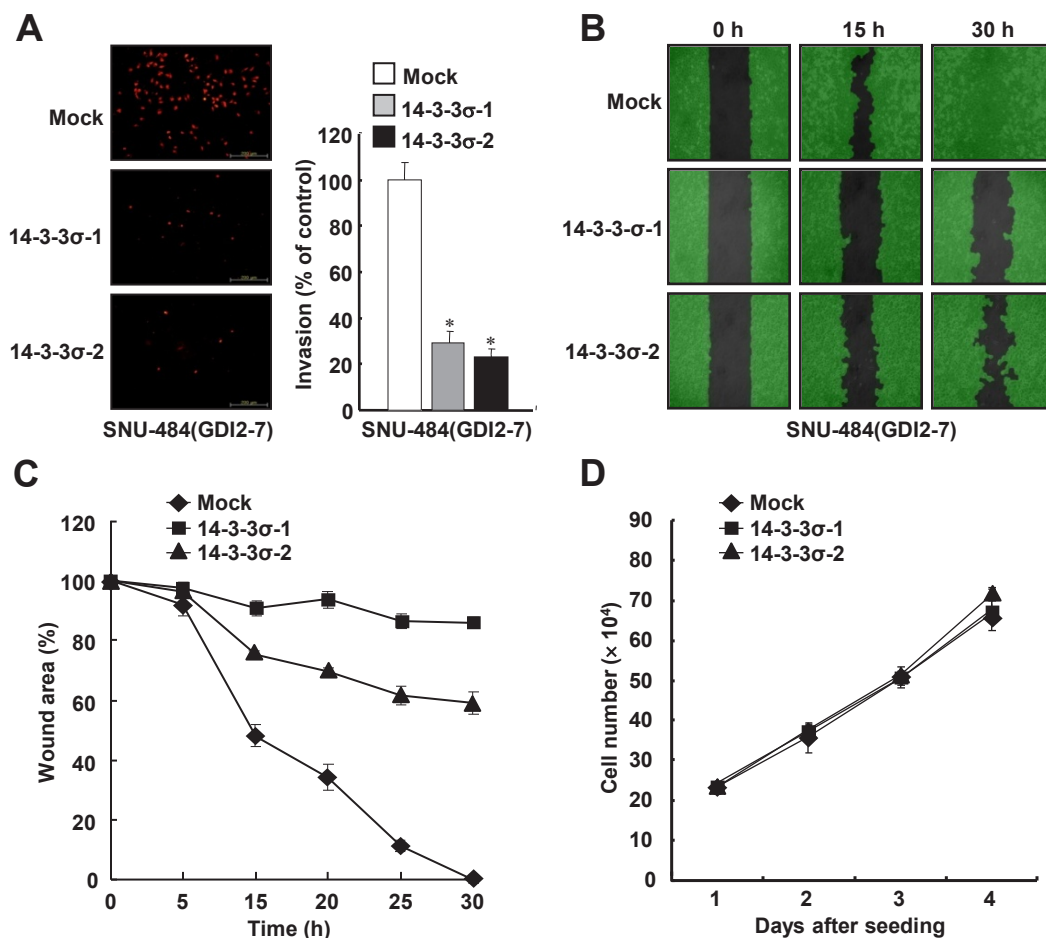 A
Mock
14-3-3σ-1
14-3-3σ-2
SNU-484(GDI2-7)
Mock
14-3-3σ-1
14-3-3σ-2
Invasion (% of control)
120
100
80
60
40
20
0
*
*
SNU-484(GDI2-7)
B
0 h 15 h 30 h
Mock
14-3-3-σ-1
14-3-3σ-2
SNU-484(GDI2-7)
C
Mock
14-3-3σ-1
14-3-3σ-2
Wound area (%)
120
100
80
60
40
20
0
0 5 15 20 25 30
Time (h)
D
Mock
14-3-3σ-1
14-3-3σ-2
Cell number (× 10⁴)
90
80
70
60
50
40
30
20
10
0
1 2 3 4
Days after seeding